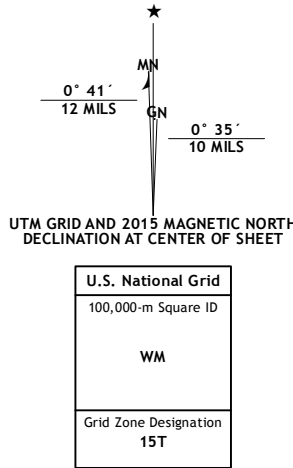 MN
0° 41´
12 MILS
GN
0° 35´
10 MILS
UTM GRID AND 2015 MAGNETIC NORTH
DECLINATION AT CENTER OF SHEET
U.S. National Grid
100,000-m Square ID
WM
Grid Zone Designation
15T